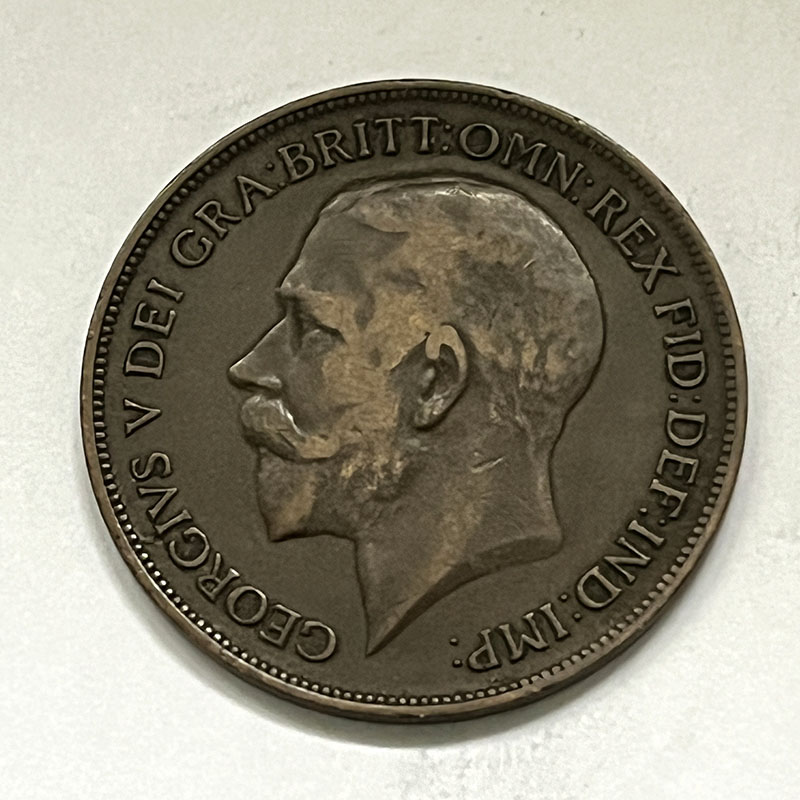 GEORGIVS V DEI GRA:BRITT:OMN:REX FID:DEF:IND:IMP: